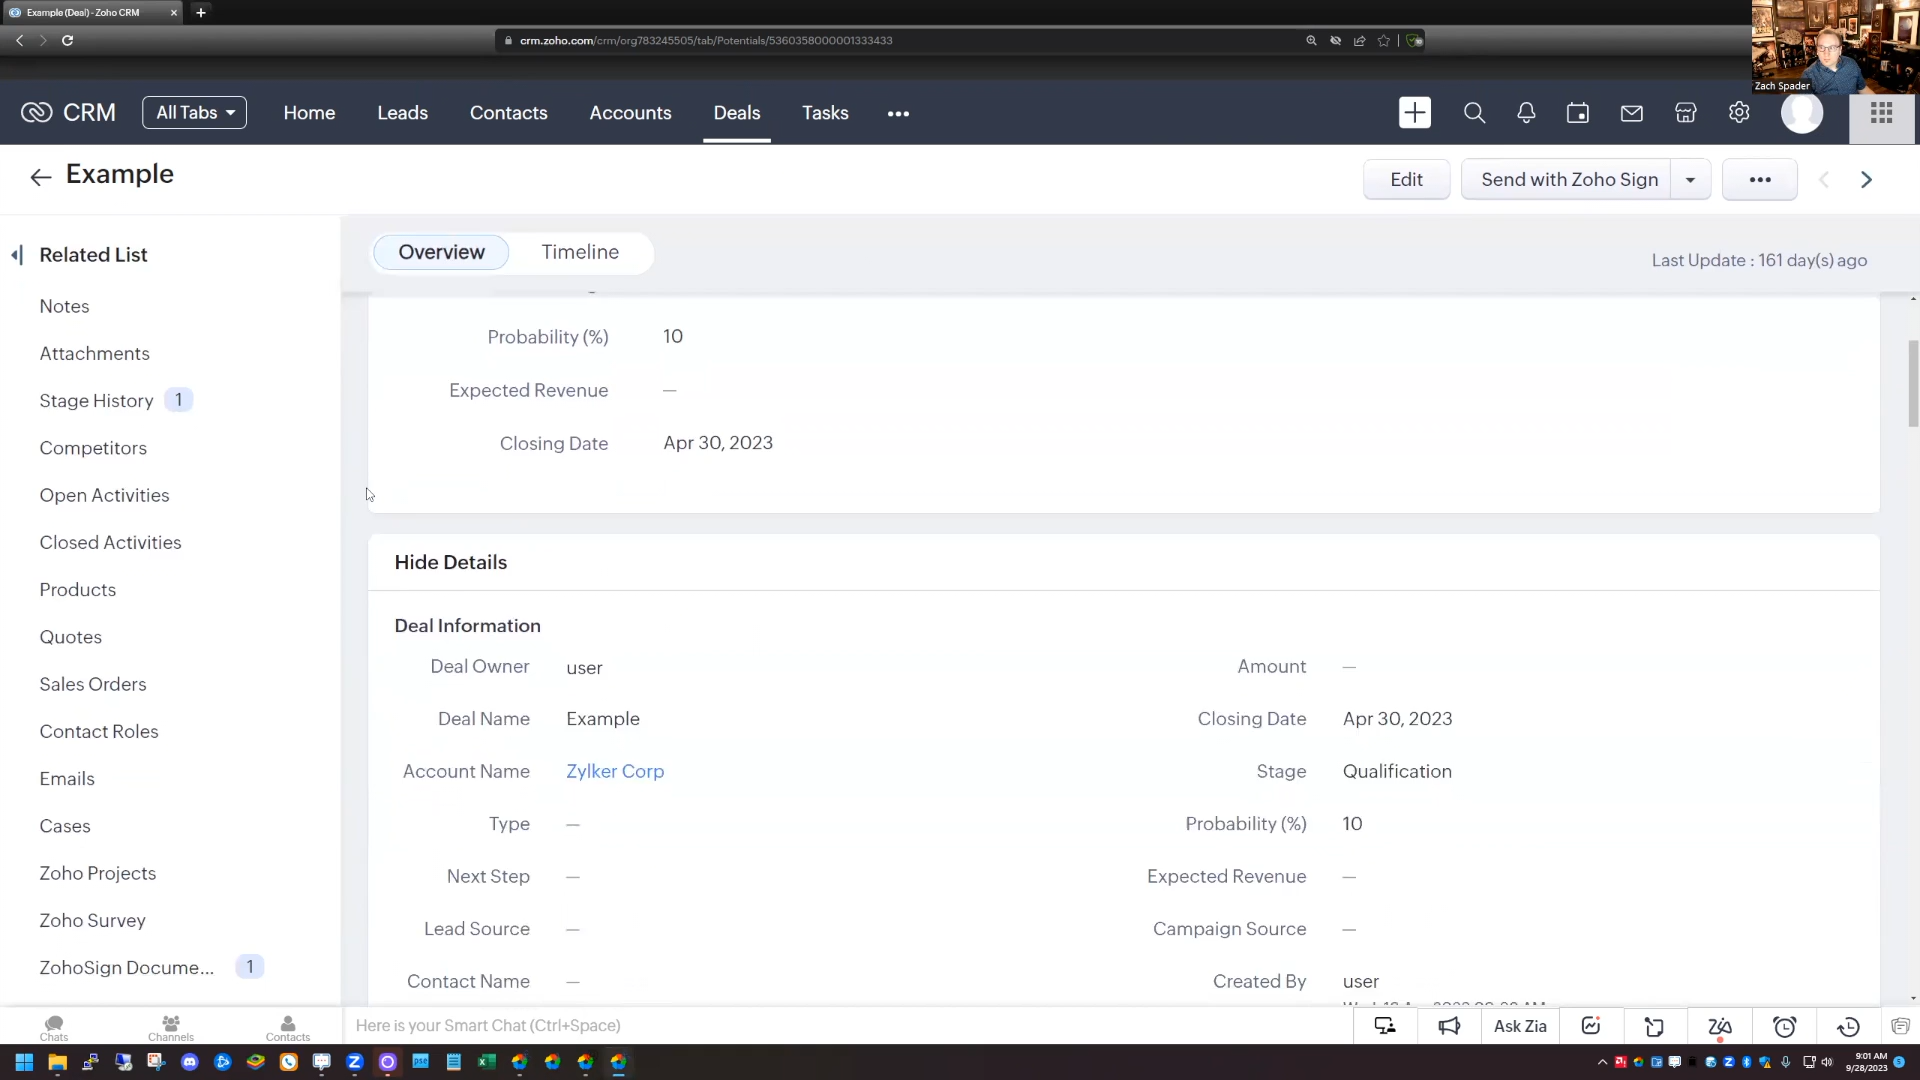 Example (Deal) - Zoho CRM
crm.zoho.com/crm/org783245505/tab/Potentials/5360358000001333433
Zach Spader
CRM
All Tabs
Home
Leads
Contacts
Accounts
Deals
Tasks
Example
Edit
Send with Zoho Sign
Related List
Overview
Timeline
Last Update : 161 day(s) ago
Notes
Attachments
Stage History 1
Competitors
Open Activities
Closed Activities
Products
Quotes
Sales Orders
Contact Roles
Emails
Cases
Zoho Projects
Zoho Survey
ZohoSign Docume... 1
Probability (%) 10
Expected Revenue —
Closing Date Apr 30, 2023
Hide Details
Deal Information
Deal Owner user
Amount —
Deal Name Example
Closing Date Apr 30, 2023
Account Name Zylker Corp
Stage Qualification
Type —
Probability (%) 10
Next Step —
Expected Revenue —
Lead Source —
Campaign Source —
Contact Name —
Created By user
Chats
Channels
Contacts
Here is your Smart Chat (Ctrl+Space)
Ask Zia
9:01 AM
9/28/2023